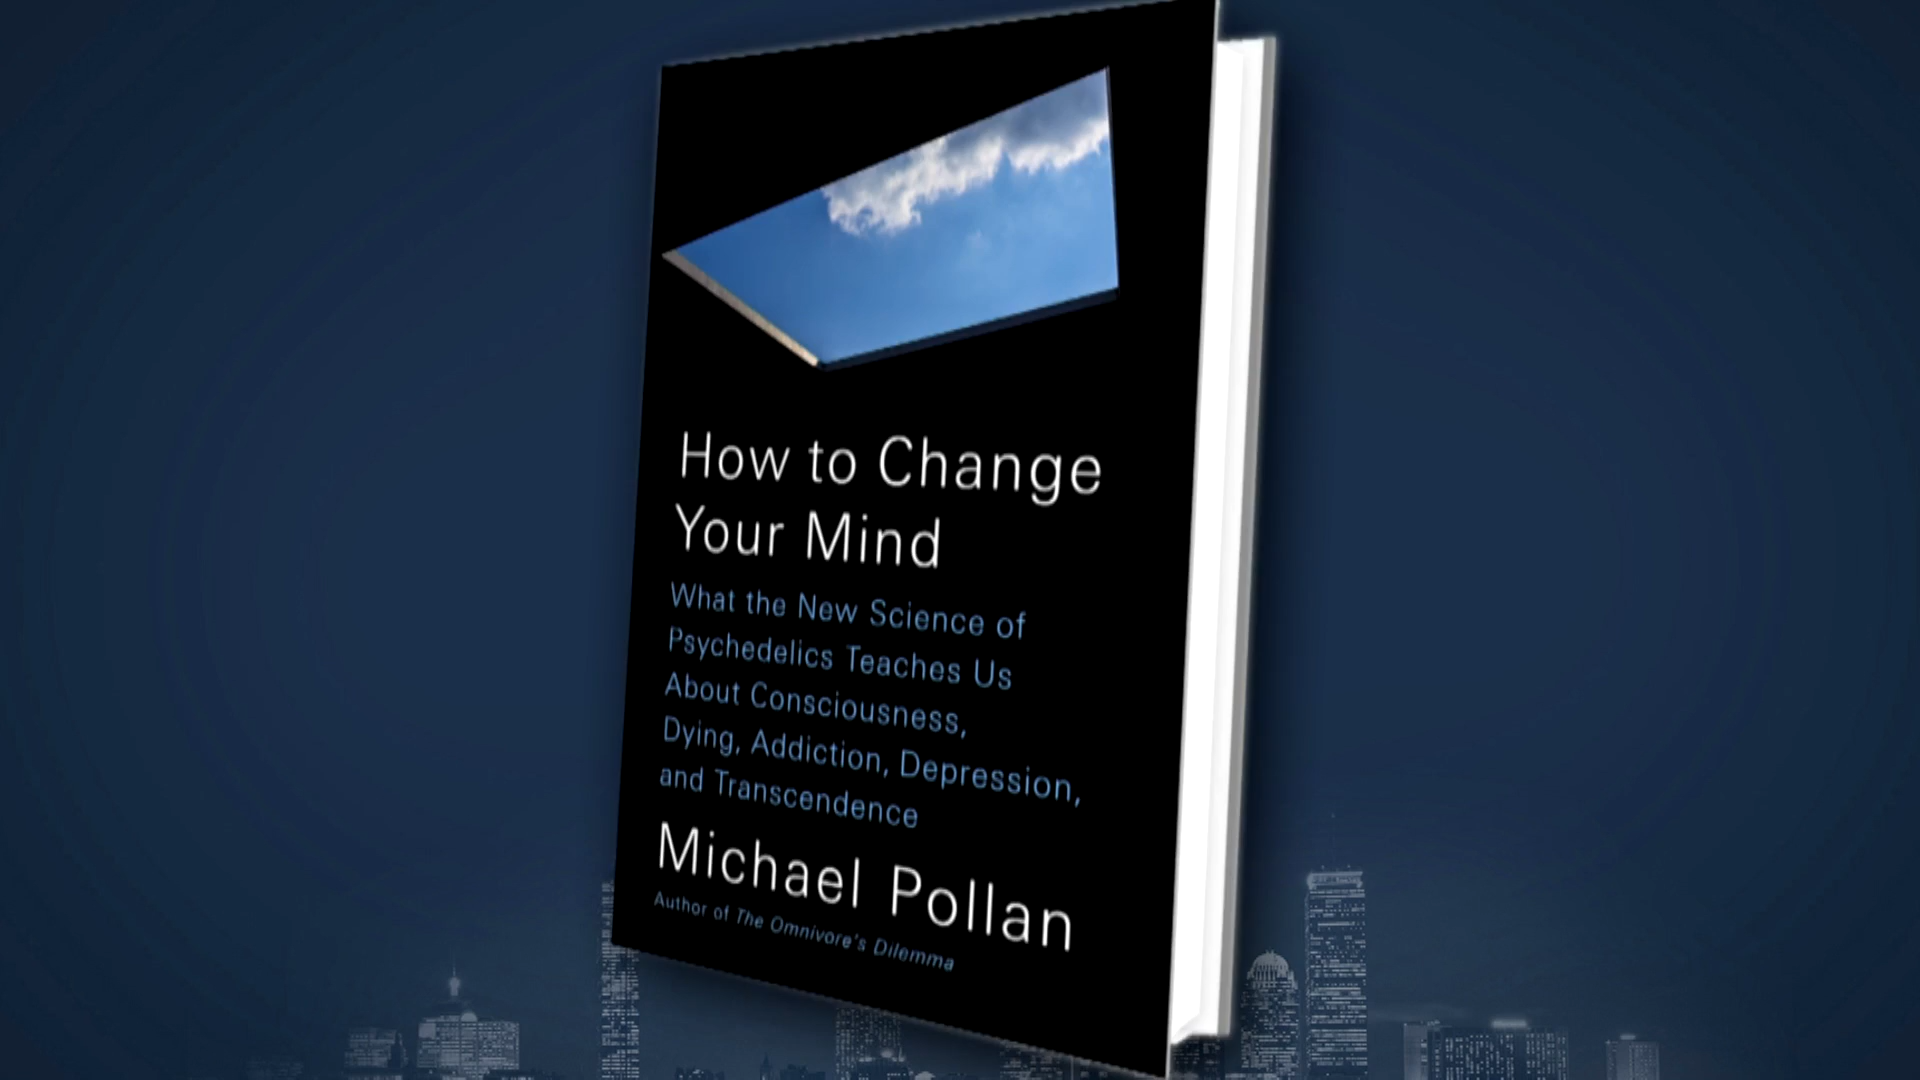 How to Change
Your Mind
What the New Science of
Psychedelics Teaches Us
About Consciousness,
Dying, Addiction, Depression,
and Transcendence
Michael Pollan
Author of The Omnivore's Dilemma